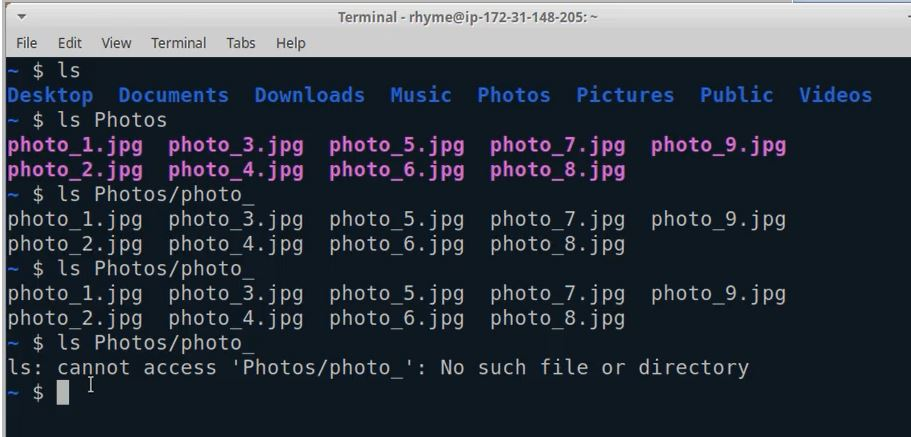 Terminal - rhyme@ip-172-31-148-205: ~
File Edit View Terminal Tabs Help
~ $ ls
Desktop Documents Downloads Music Photos Pictures Public Videos
~ $ ls Photos
photo_1.jpg photo_3.jpg photo_5.jpg photo_7.jpg photo_9.jpg
photo_2.jpg photo_4.jpg photo_6.jpg photo_8.jpg
~ $ ls Photos/photo_
photo_1.jpg photo_3.jpg photo_5.jpg photo_7.jpg photo_9.jpg
photo_2.jpg photo_4.jpg photo_6.jpg photo_8.jpg
~ $ ls Photos/photo_
photo_1.jpg photo_3.jpg photo_5.jpg photo_7.jpg photo_9.jpg
photo_2.jpg photo_4.jpg photo_6.jpg photo_8.jpg
~ $ ls Photos/photo_
ls: cannot access 'Photos/photo_': No such file or directory
~ $